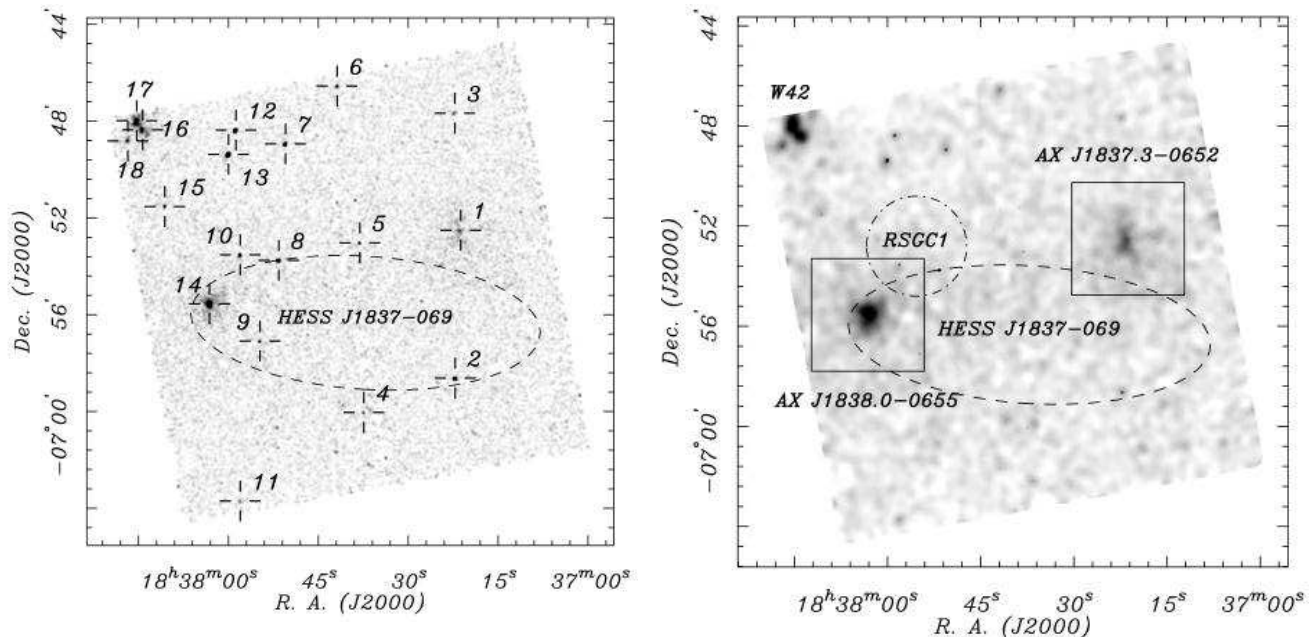 44'
48'
52'
56'
−07°00'
Dec. (J2000)
6
3
17
12
7
16
18
13
15
1
10
8
5
14
HESS J1837−069
9
2
4
11
18h38m00s
45s
30s
15s
37m00s
R. A. (J2000)
44'
48'
52'
56'
−07°00'
Dec. (J2000)
W42
AX J1837.3−0652
RSGC1
HESS J1837−069
AX J1838.0−0655
18h38m00s
45s
30s
15s
37m00s
R. A. (J2000)